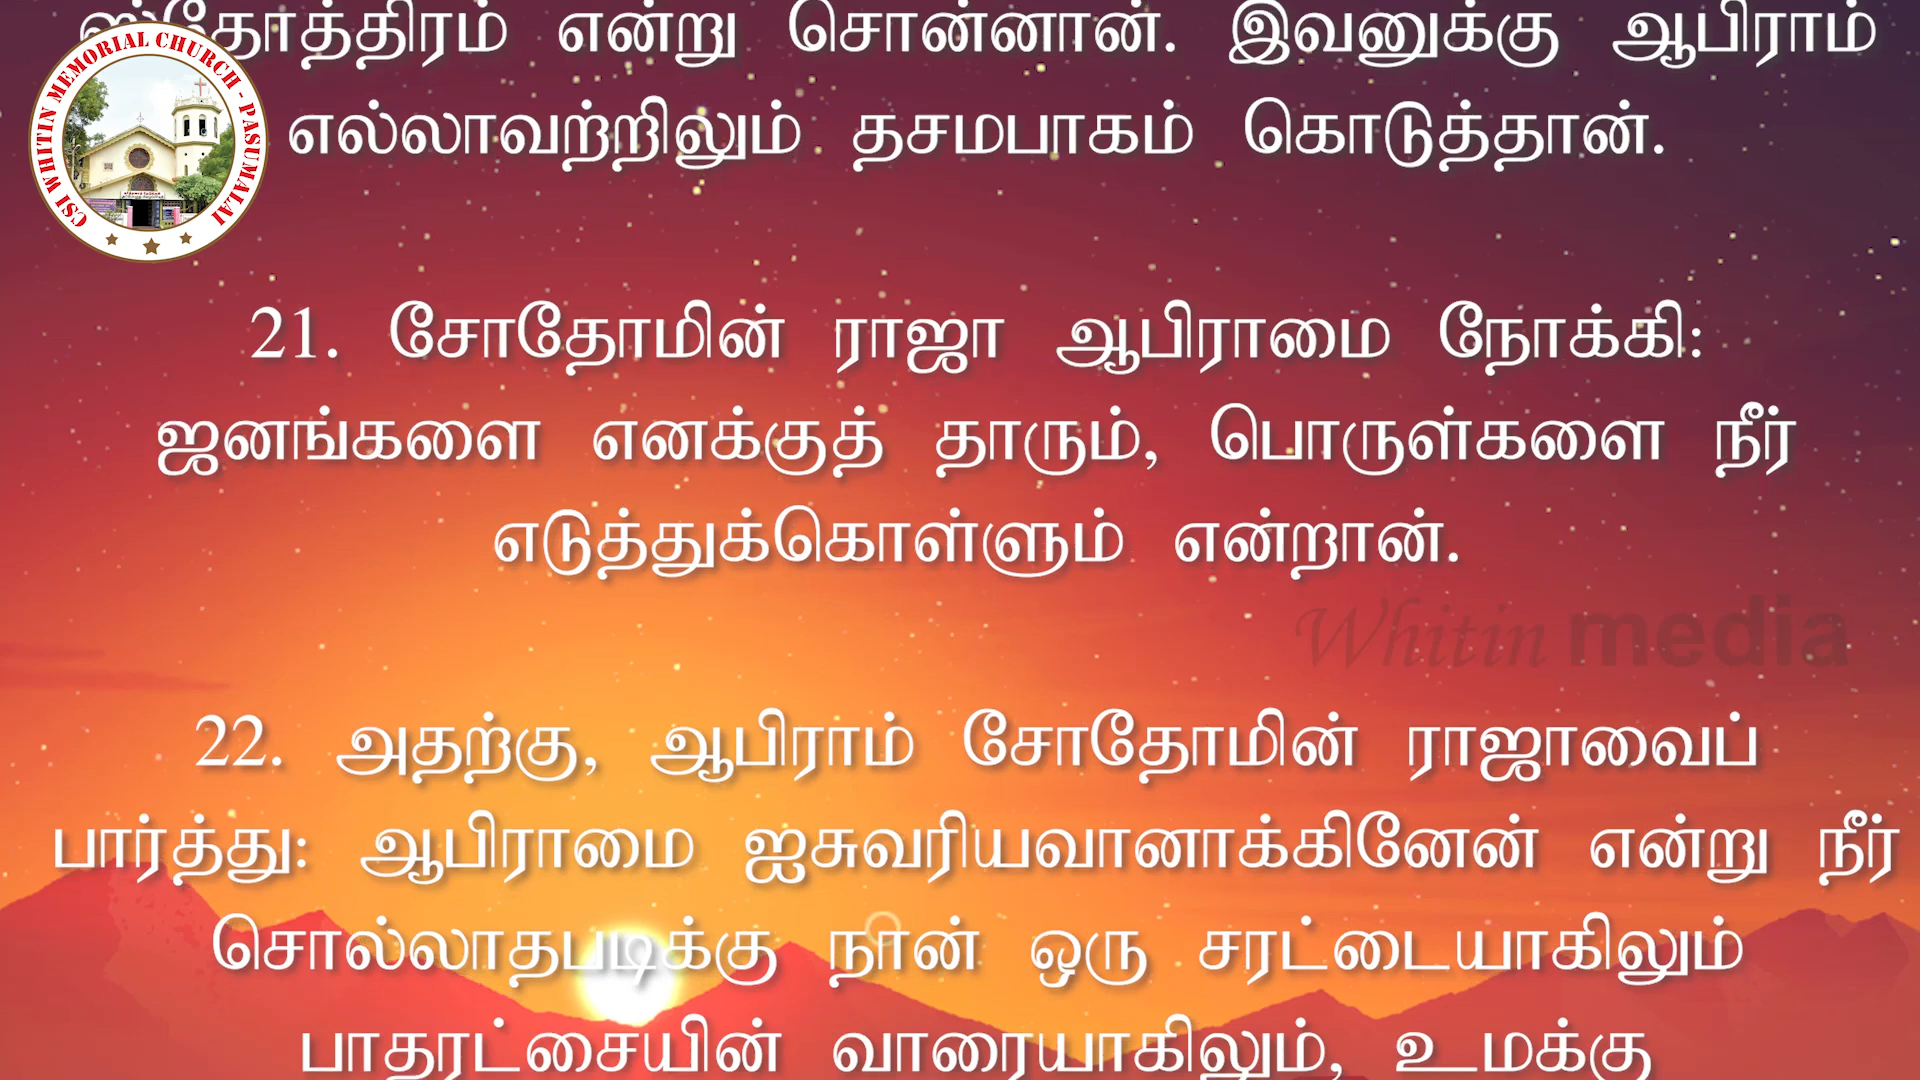 ஸ்தோத்திரம் என்று சொன்னான். இவனுக்கு ஆபிராம்
எல்லாவற்றிலும் தசமபாகம் கொடுத்தான்.
CSI WHITIN MEMORIAL CHURCH - PASUMALAI
21. சோதோமின் ராஜா ஆபிராமை நோக்கி:
ஜனங்களை எனக்குத் தாரும், பொருள்களை நீர்
எடுத்துக்கொள்ளும் என்றான்.
Whitin media
22. அதற்கு, ஆபிராம் சோதோமின் ராஜாவைப்
பார்த்து: ஆபிராமை ஐசுவரியவானாக்கினேன் என்று நீர்
சொல்லாதபடிக்கு நான் ஒரு சரட்டையாகிலும்
பாதரட்சையின் வாரையாகிலும், உமக்கு